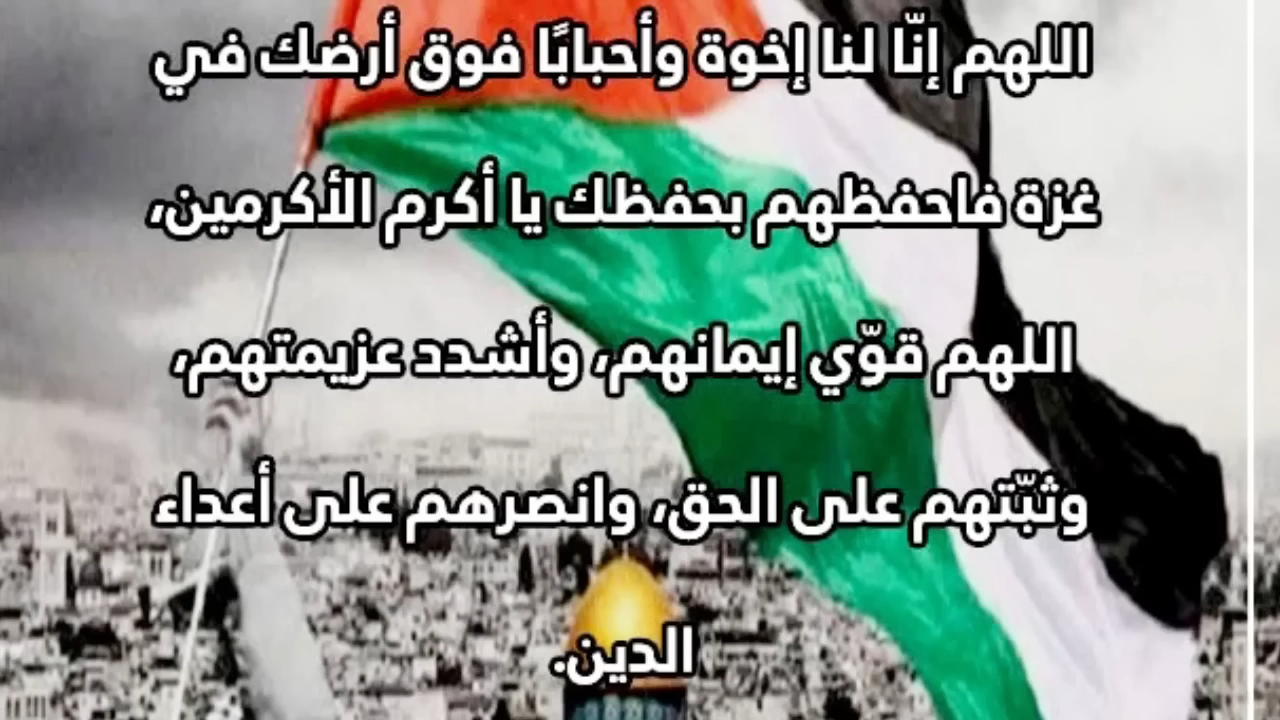 اللهم إنّا لنا إخوة وأحبابًا فوق أرضك في
غزة فاحفظهم بحفظك يا أكرم الأكرمين،
اللهم قوّي إيمانهم، وأشدد عزيمتهم،
وثبّتهم على الحق، وانصرهم على أعداء
الدين.